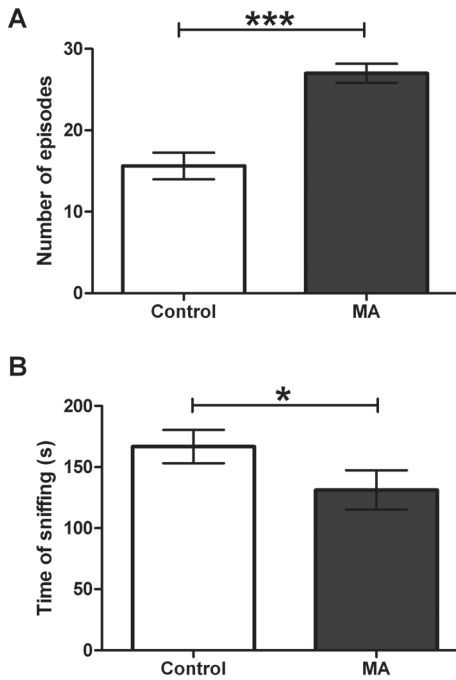 A
***
Number of episodes
30
20
10
0
Control MA
B
*
Time of sniffing (s)
200
150
100
50
0
Control MA